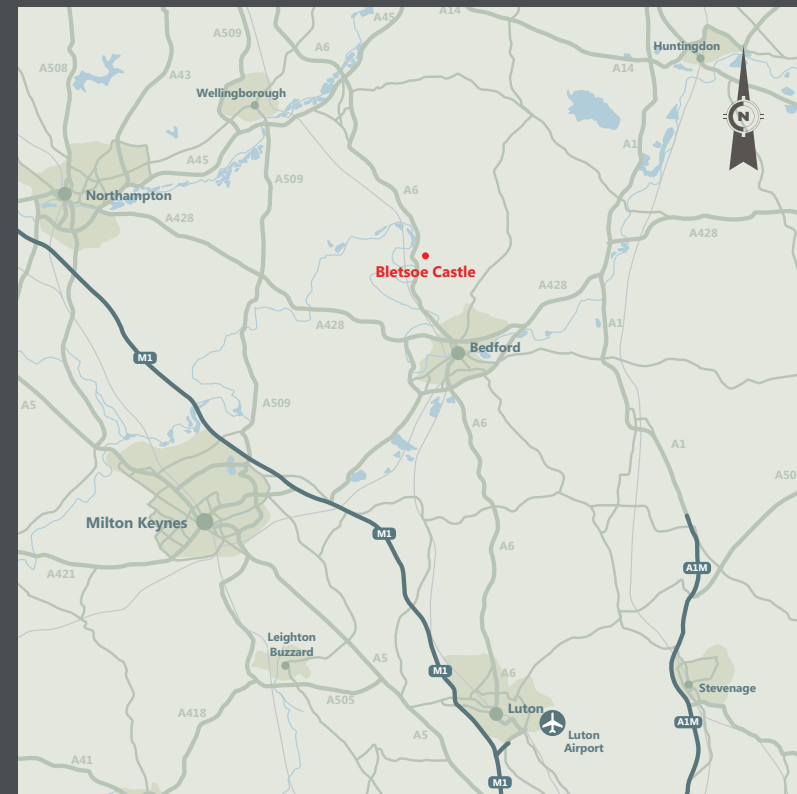 A14
A45
A509
A6
Huntingdon
A508
A43
A14
Wellingborough
N
A1
A45
A509
A6
Northampton
A428
A428
Bletsoe Castle
A428
A428
A1
Bedford
M1
A5
A509
A6
A1
A50
Milton Keynes
M1
A6
A1M
A421
Leighton
Buzzard
A5
M1
A6
Stevenage
A505
Luton
A418
A1M
Luton
Airport
A5
A41
M1